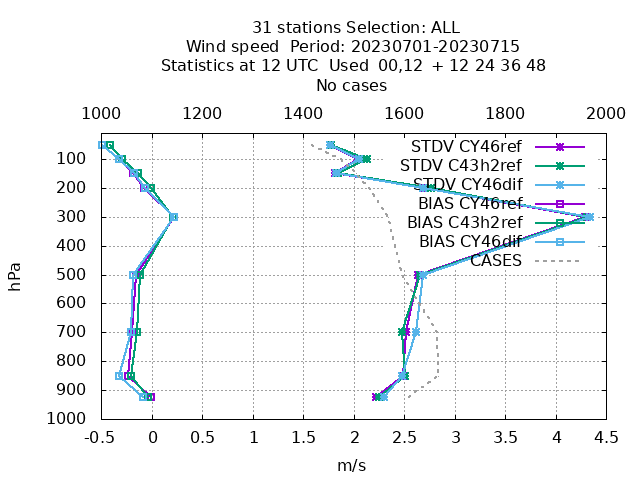 31 stations Selection: ALL
Wind speed  Period: 20230701-20230715
Statistics at 12 UTC  Used  00,12  + 12 24 36 48
No cases
1000 1200 1400 1600 1800 2000
STDV CY46ref
STDV C43h2ref
STDV CY46dif
BIAS CY46ref
BIAS C43h2ref
BIAS CY46dif
CASES
hPa
100
200
300
400
500
600
700
800
900
1000
-0.5 0 0.5 1 1.5 2 2.5 3 3.5 4 4.5
m/s